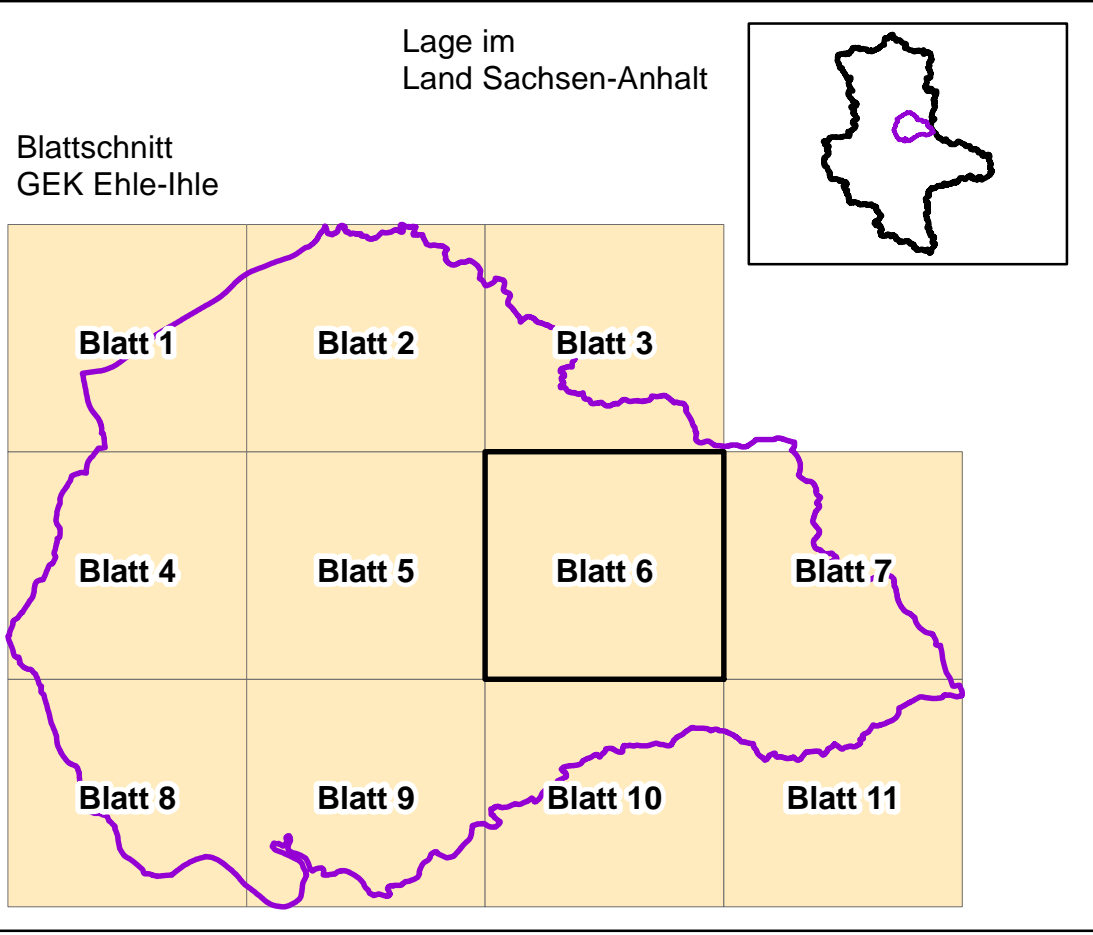 Lage im
Land Sachsen-Anhalt
Blattschnitt
GEK Ehle-Ihle
Blatt 1
Blatt 2
Blatt 3
Blatt 4
Blatt 5
Blatt 6
Blatt 7
Blatt 8
Blatt 9
Blatt 10
Blatt 11